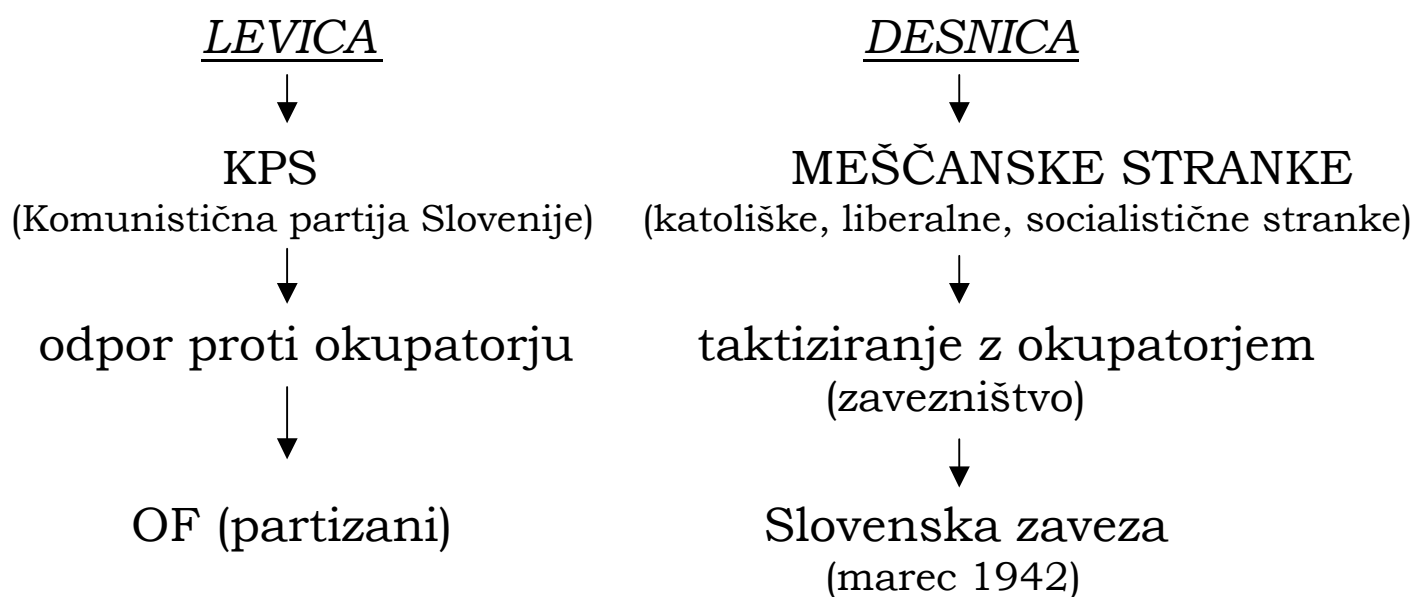 LEVICA
KPS
(Komunistična partija Slovenije)
odpor proti okupatorju
OF (partizani)
DESNICA
MEŠČANSKE STRANKE
(katoliške, liberalne, socialistične stranke)
taktiziranje z okupatorjem
(zavezništvo)
Slovenska zaveza
(marec 1942)